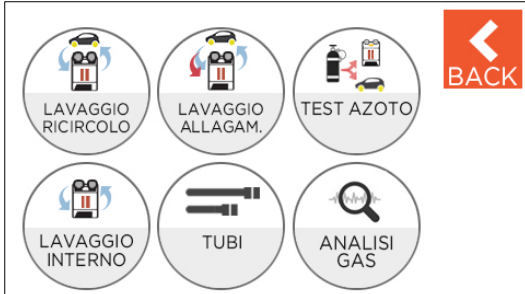 LAVAGGIO
RICIRCOLO
LAVAGGIO
ALLAGAM.
TEST AZOTO
BACK
LAVAGGIO
INTERNO
TUBI
ANALISI
GAS